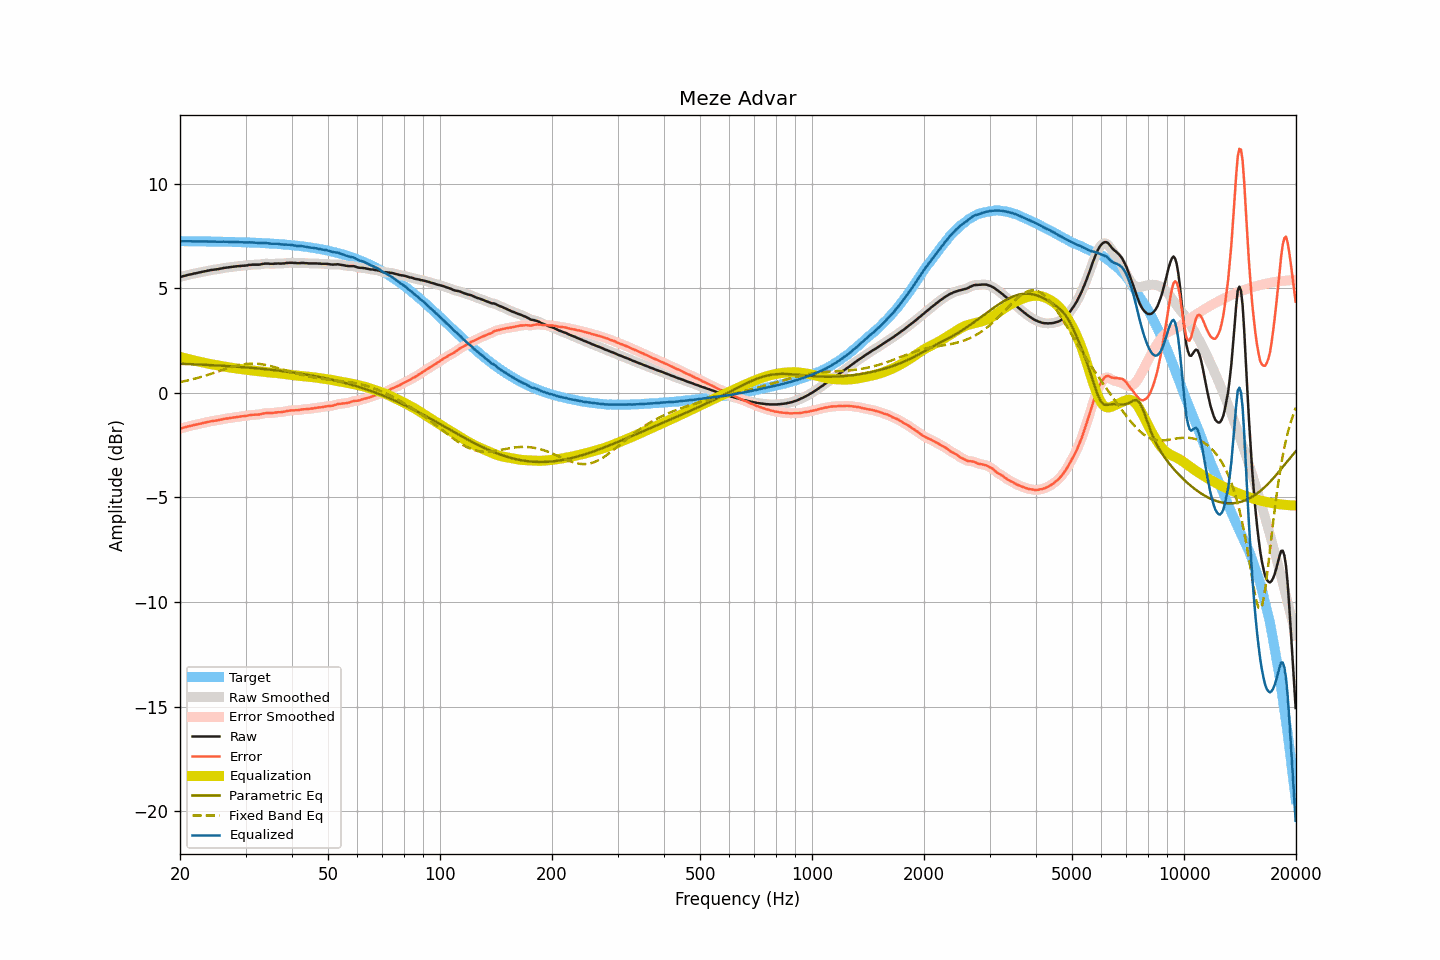 Meze Advar
Amplitude (dBr)
10
5
0
−5
−10
−15
−20
Target
Raw Smoothed
Error Smoothed
Raw
Error
Equalization
Parametric Eq
Fixed Band Eq
Equalized
20 50 100 200 500 1000 2000 5000 10000 20000
Frequency (Hz)